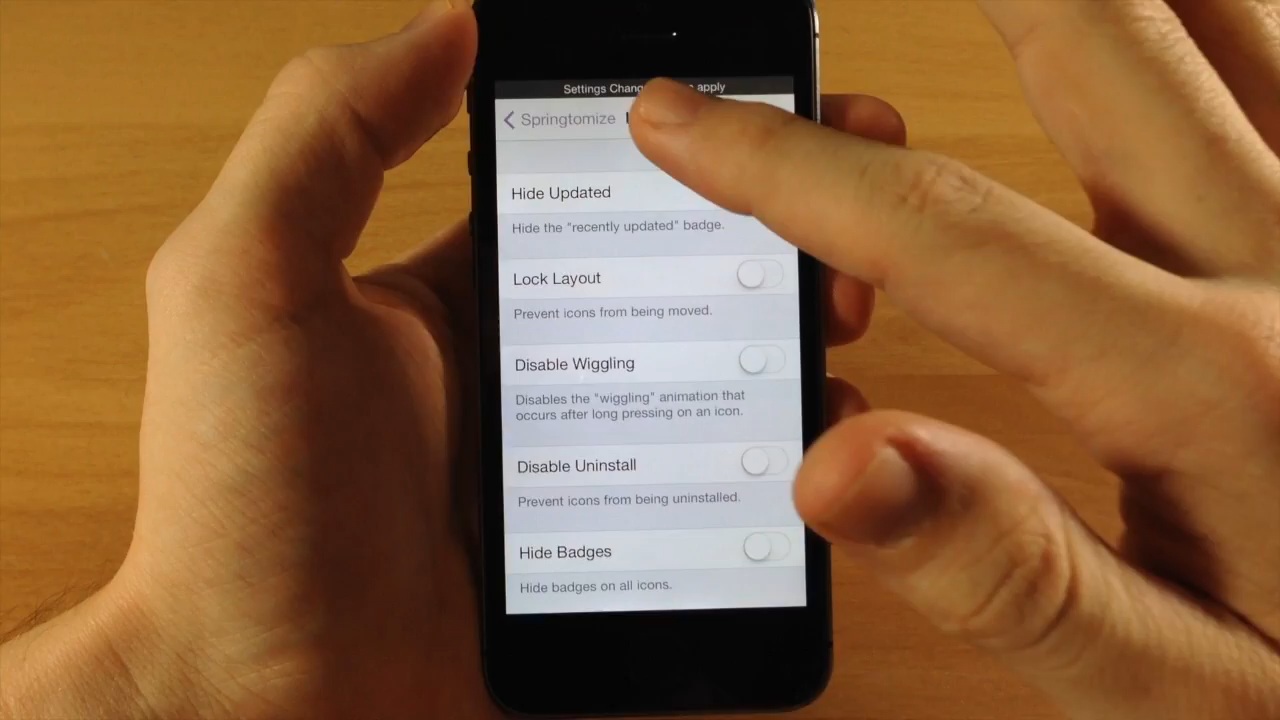 Settings Chang apply
Springtomize
Hide Updated
Hide the "recently updated" badge.
Lock Layout
Prevent icons from being moved.
Disable Wiggling
Disables the "wiggling" animation that
occurs after long pressing on an icon.
Disable Uninstall
Prevent icons from being uninstalled.
Hide Badges
Hide badges on all icons.